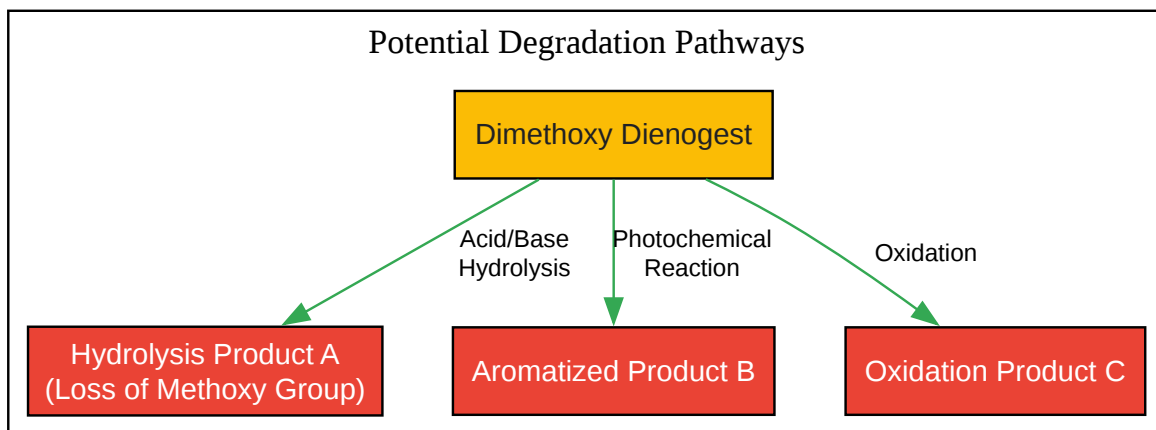 Potential Degradation Pathways
Dimethoxy Dienogest
Acid/Base
Hydrolysis
Photochemical
Reaction
Oxidation
Hydrolysis Product A
(Loss of Methoxy Group)
Aromatized Product B
Oxidation Product C